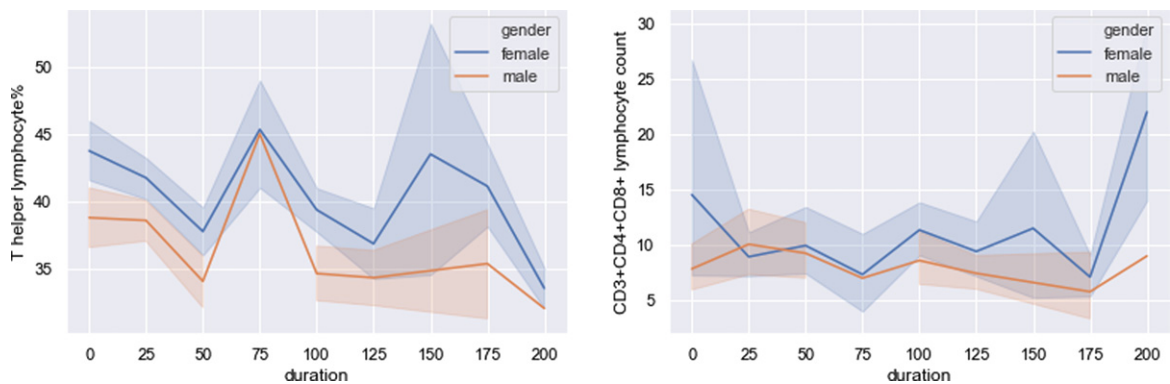 T helper lymphocyte%
50
45
40
35
0 25 50 75 100 125 150 175 200
duration
gender
female
male
CD3+CD4+CD8+ lymphocyte count
30
25
20
15
10
5
0 25 50 75 100 125 150 175 200
duration
gender
female
male